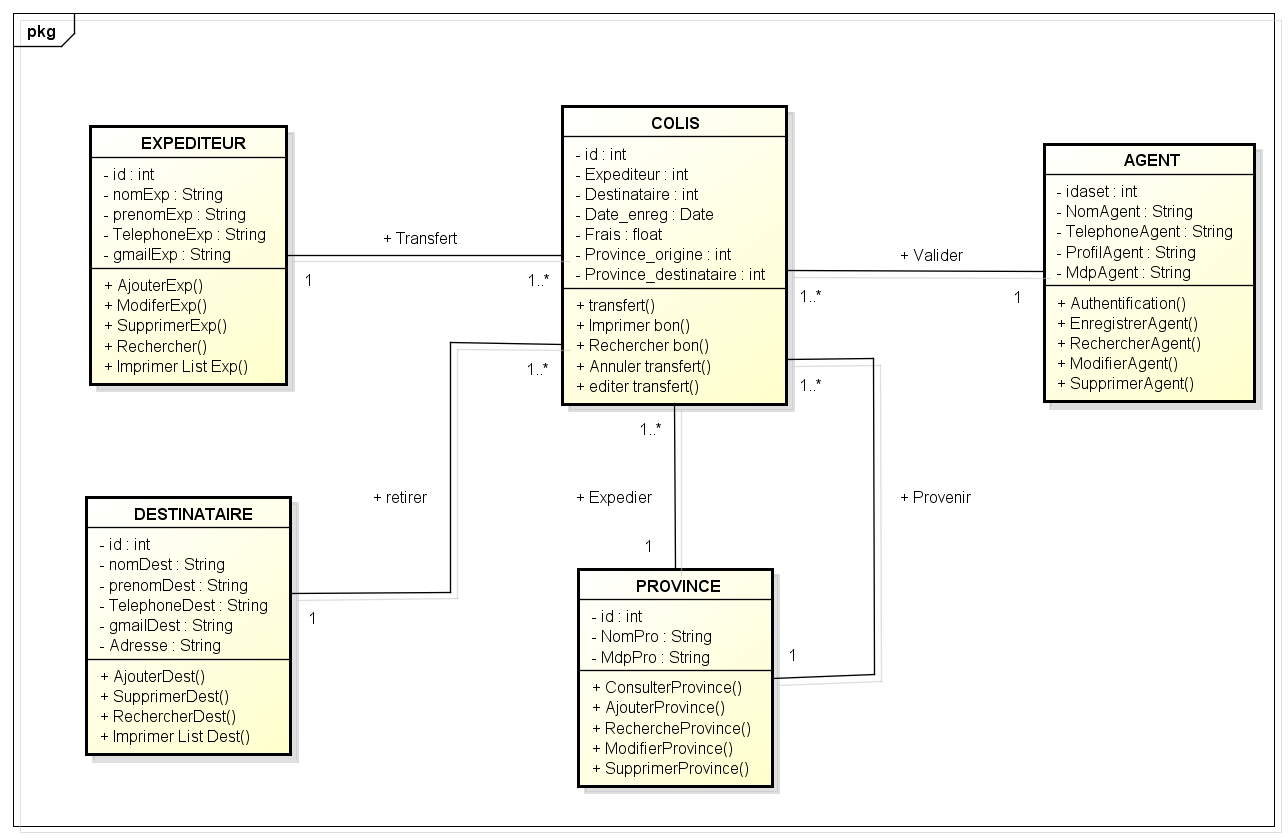 pkg
EXPEDITEUR
- id : int
- nomExp : String
- prenomExp : String
- TelephoneExp : String
- gmailExp : String
+ AjouterExp()
+ ModiferExp()
+ SupprimerExp()
+ Rechercher()
+ Imprimer List Exp()
+ Transfert
1
1..*
COLIS
- id : int
- Expediteur : int
- Destinataire : int
- Date_enreg : Date
- Frais : float
- Province_origine : int
- Province_destinataire : int
+ transfert()
+ Imprimer bon()
+ Rechercher bon()
+ Annuler transfert()
+ editer transfert()
+ Valider
1..*
1
AGENT
- idaset : int
- NomAgent : String
- TelephoneAgent : String
- ProfilAgent : String
- MdpAgent : String
+ Authentification()
+ EnregistrerAgent()
+ RechercherAgent()
+ ModifierAgent()
+ SupprimerAgent()
1..*
1..*
1..*
+ retirer
+ Expedier
+ Provenir
1
1
1
DESTINATAIRE
- id : int
- nomDest : String
- prenomDest : String
- TelephoneDest : String
- gmailDest : String
- Adresse : String
+ AjouterDest()
+ SupprimerDest()
+ RechercherDest()
+ Imprimer List Dest()
PROVINCE
- id : int
- NomPro : String
- MdpPro : String
+ ConsulterProvince()
+ AjouterProvince()
+ RechercheProvince()
+ ModifierProvince()
+ SupprimerProvince()